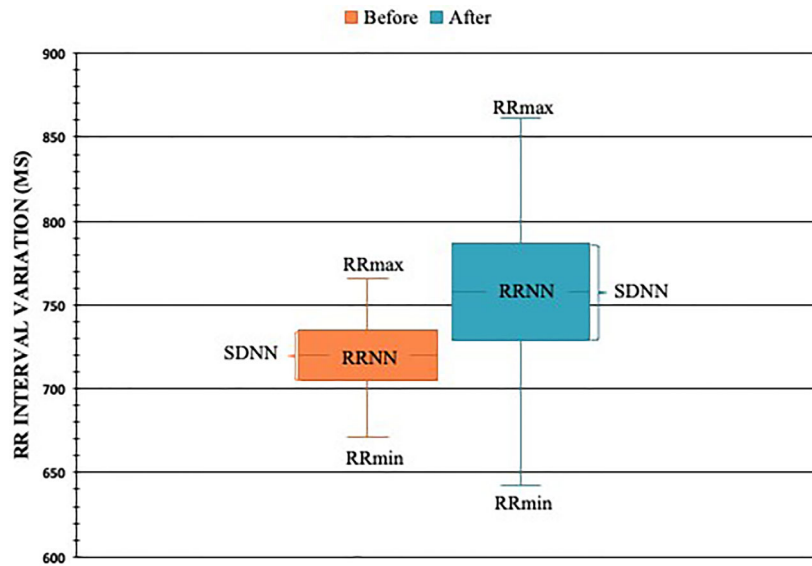 Before After
RR INTERVAL VARIATION (MS)
900
850
800
750
700
650
600
RRmax
RRmax
RRNN
SDNN
SDNN
RRNN
RRmin
RRmin